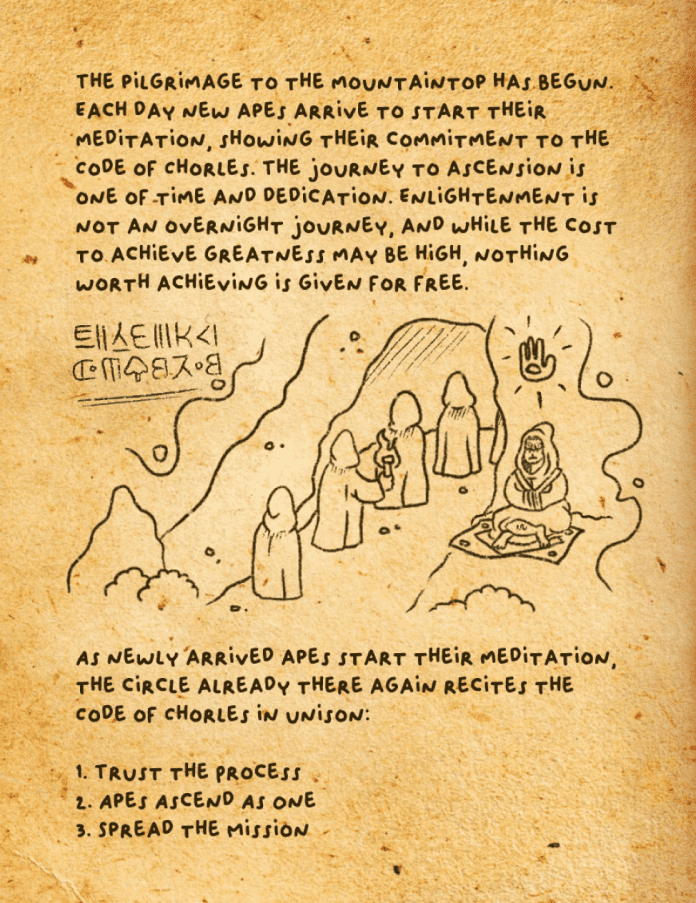 THE PILGRIMAGE TO THE MOUNTAINTOP HAS BEGUN.
EACH DAY NEW APES ARRIVE TO START THEIR
MEDITATION, SHOWING THEIR COMMITMENT TO THE
CODE OF CHORLES. THE JOURNEY TO ASCENSION IS
ONE OF TIME AND DEDICATION. ENLIGHTENMENT IS
NOT AN OVERNIGHT JOURNEY, AND WHILE THE COST
TO ACHIEVE GREATNESS MAY BE HIGH, NOTHING
WORTH ACHIEVING IS GIVEN FOR FREE.
AS NEWLY ARRIVED APES START THEIR MEDITATION,
THE CIRCLE ALREADY THERE AGAIN RECITES THE
CODE OF CHORLES IN UNISON:
1. TRUST THE PROCESS
2. APES ASCEND AS ONE
3. SPREAD THE MISSION